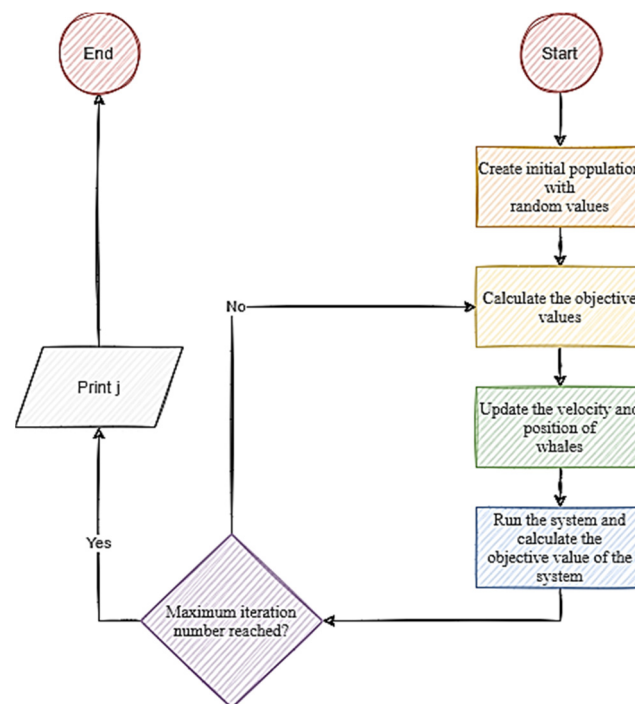 End
Start
Create initial population
with
random values
No
Calculate the objective
values
Print j
Update the velocity and
position of
whales
Yes
Run the system and
calculate the
objective value of the
system
Maximum iteration
number reached?